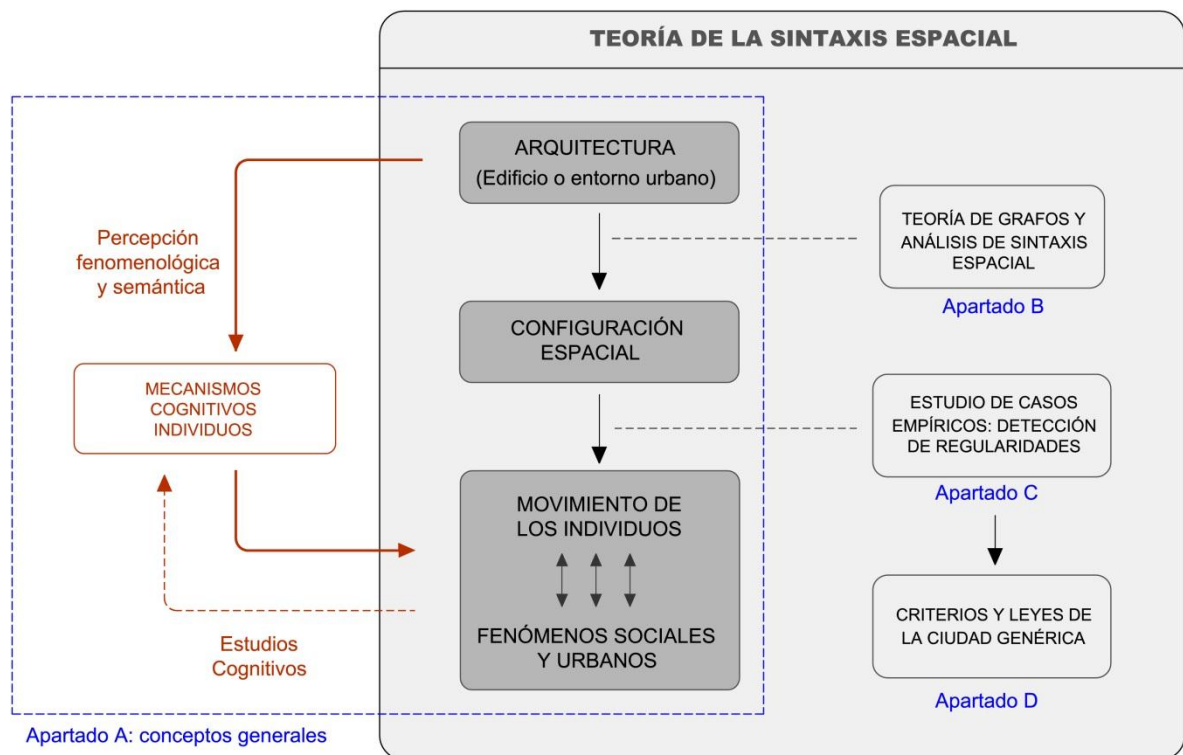 TEORÍA DE LA SINTAXIS ESPACIAL
ARQUITECTURA
(Edificio o entorno urbano)
Percepción
fenomenológica
y semántica
TEORÍA DE GRAFOS Y
ANÁLISIS DE SINTAXIS
ESPACIAL
Apartado B
CONFIGURACIÓN
ESPACIAL
MECANISMOS
COGNITIVOS
INDIVIDUOS
ESTUDIO DE CASOS
EMPÍRICOS: DETECCIÓN
DE REGULARIDADES
Apartado C
MOVIMIENTO DE
LOS INDIVIDUOS
FENÓMENOS SOCIALES
Y URBANOS
Estudios
Cognitivos
CRITERIOS Y LEYES DE
LA CIUDAD GENÉRICA
Apartado D
Apartado A: conceptos generales